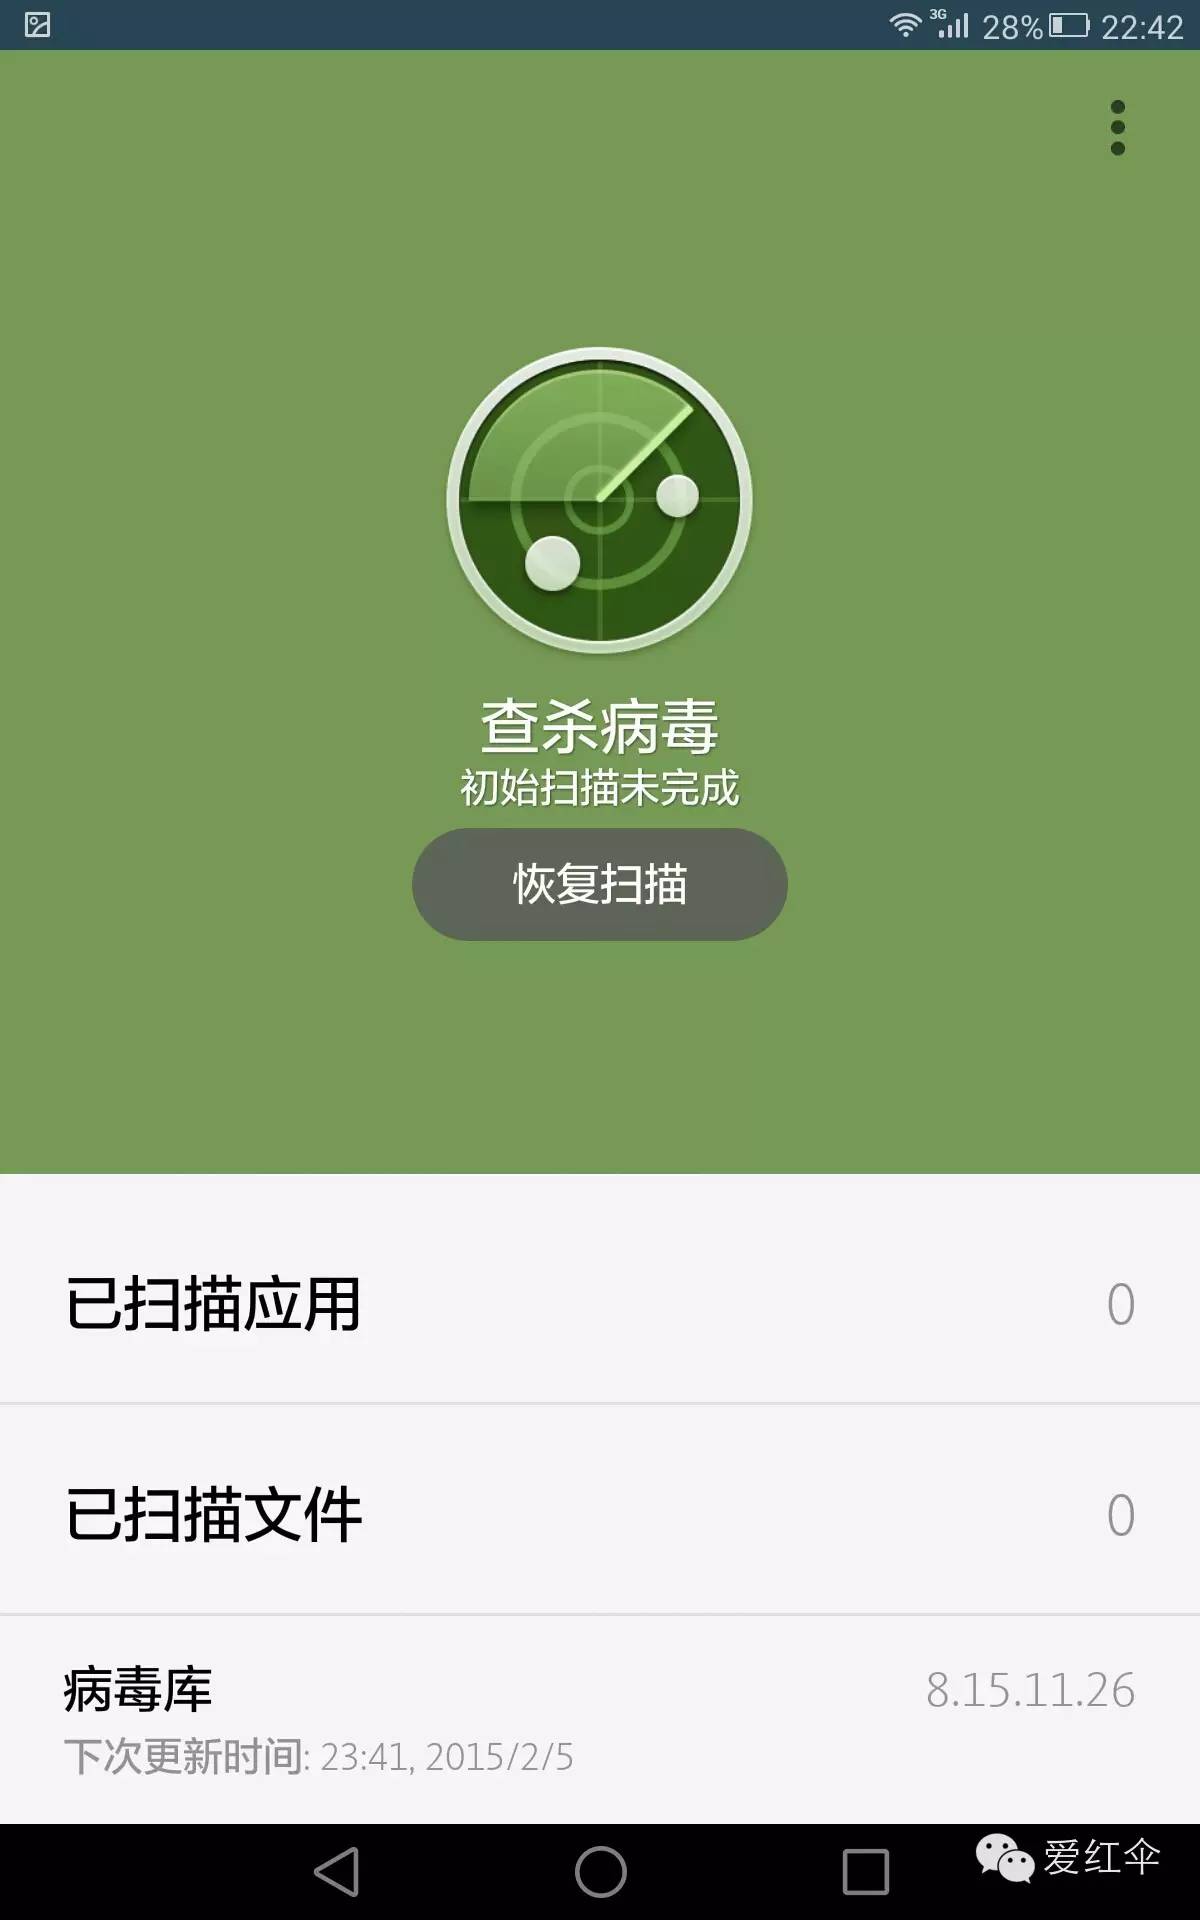 3G 28% 22:42
查杀病毒
初始扫描未完成
恢复扫描
已扫描应用 0
已扫描文件 0
病毒库 8.15.11.26
下次更新时间: 23:41, 2015/2/5
爱红伞